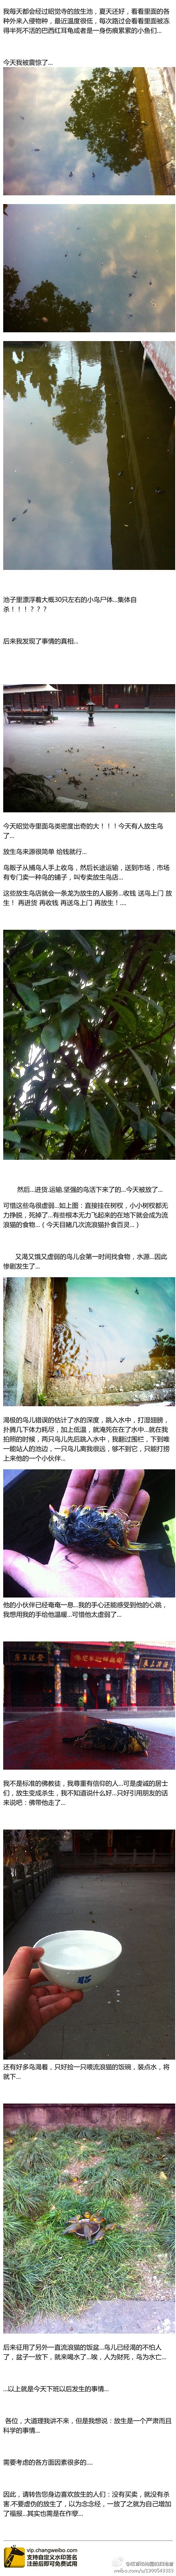 我每天都会经过昭觉寺的放生池，夏天还好，看看里面的各
种外来入侵物种，最近温度很低，每次路过会看看里面被冻
得半死不活的巴西红耳龟或者是一身伤痕累累的小鱼们...
今天我被震惊了...
池子里漂浮着大概30只左右的小鸟尸体...集体自
杀！！！？？？
后来我发现了事情的真相...
今天昭觉寺里面鸟类密度出奇的大！！！今天有人放生鸟
了...
放生鸟来源很简单 给钱就行...
鸟贩子从捕鸟人手上收鸟，然后长途运输，送到市场，市场
有专门卖一种鸟的铺子，叫专卖放生鸟店...
这些放生鸟店就会一条龙为放生的人服务...收钱 送鸟上门 放
生！ 再进货 再收钱 再送鸟上门 再放生！....
然后...进货.运输.坚强的鸟活下来了的...今天被放了...
可惜这些鸟很虚弱...如上图：直接挂在树杈，小小树杈都无
力挣脱，死掉了...有些根本无力飞起来的在地下就会成为流
浪猫的食物...（今天目睹几次流浪猫扑食百灵...）
又渴又饿又虚弱的鸟儿会第一时间找食物，水源...因此
惨剧发生了...
渴极的鸟儿错误的估计了水的深度，跳入水中，打湿翅膀，
扑腾几下体力耗尽，加上低温，就淹死在在了水中...就在我
拍照的时候，两只鸟儿先后跳入水中，我翻过围栏，下到唯
一能站人的池边，一只鸟儿离我很远，够不到它，只能打捞
上来他的一个小伙伴...
他的小伙伴已经奄奄一息...我的手心还能感受到他的心跳，
我想用我的手给他温暖...可惜他太虚弱了...
我不是标准的佛教徒，我尊重有信仰的人...可是虔诚的居士
们，放生变成杀生，我不知道说什么好...只好引用朋友的话
来说吧：佛带他走了...
还有好多鸟渴着，只好捡一只喂流浪猫的饭碗，装点水，将
就下...
后来征用了另外一直流浪猫的饭盆...鸟儿已经渴的不怕人
了，盆子一放下，就来喝水了...唉，人为财死，鸟为水亡...
...以上就是今天下班以后发生的事情...
各位，大道理我讲不来，但是我想说：放生是一个严肃而且
科学的事情...
需要考虑的各方面因素很多的....
因此，请转告您身边喜欢放生的人们：没有买卖，就没有杀
害.不要虚伪的放生了，以为念念经，一放了之就为自己增加
了福报...其实也需是在作孽...
vip.changweibo.com
支持自定义水印签名
注册后即可免费试用